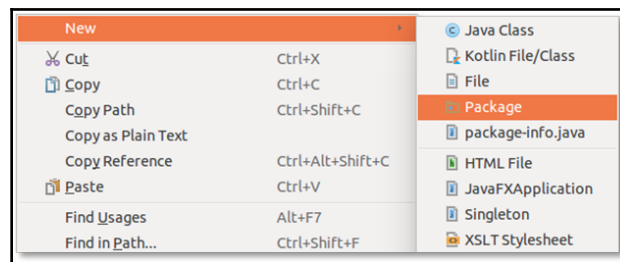 New
Cut Ctrl+X
Copy Ctrl+C
Copy Path Ctrl+Shift+C
Copy as Plain Text
Copy Reference Ctrl+Alt+Shift+C
Paste Ctrl+V
Find Usages Alt+F7
Find in Path... Ctrl+Shift+F
Java Class
Kotlin File/Class
File
Package
package-info.java
HTML File
JavaFXApplication
Singleton
XSLT Stylesheet